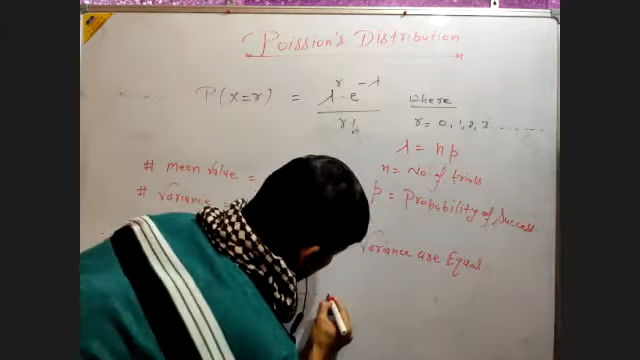 Poission's Distribution
P(x=r) = λ^r · e^-λ / r! where
r = 0, 1, 2, 3 ......
λ = np
# mean value = n = No. of trials
# Variance = p = Probability of Success
Variance are Equal